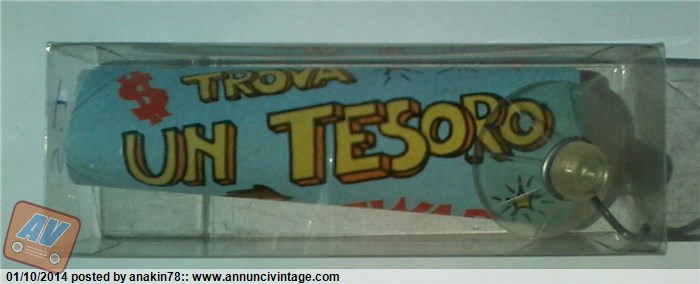 $ TROVA
UN TESORO
AV
01/10/2014 posted by anakin78:: www.annuncivintage.com